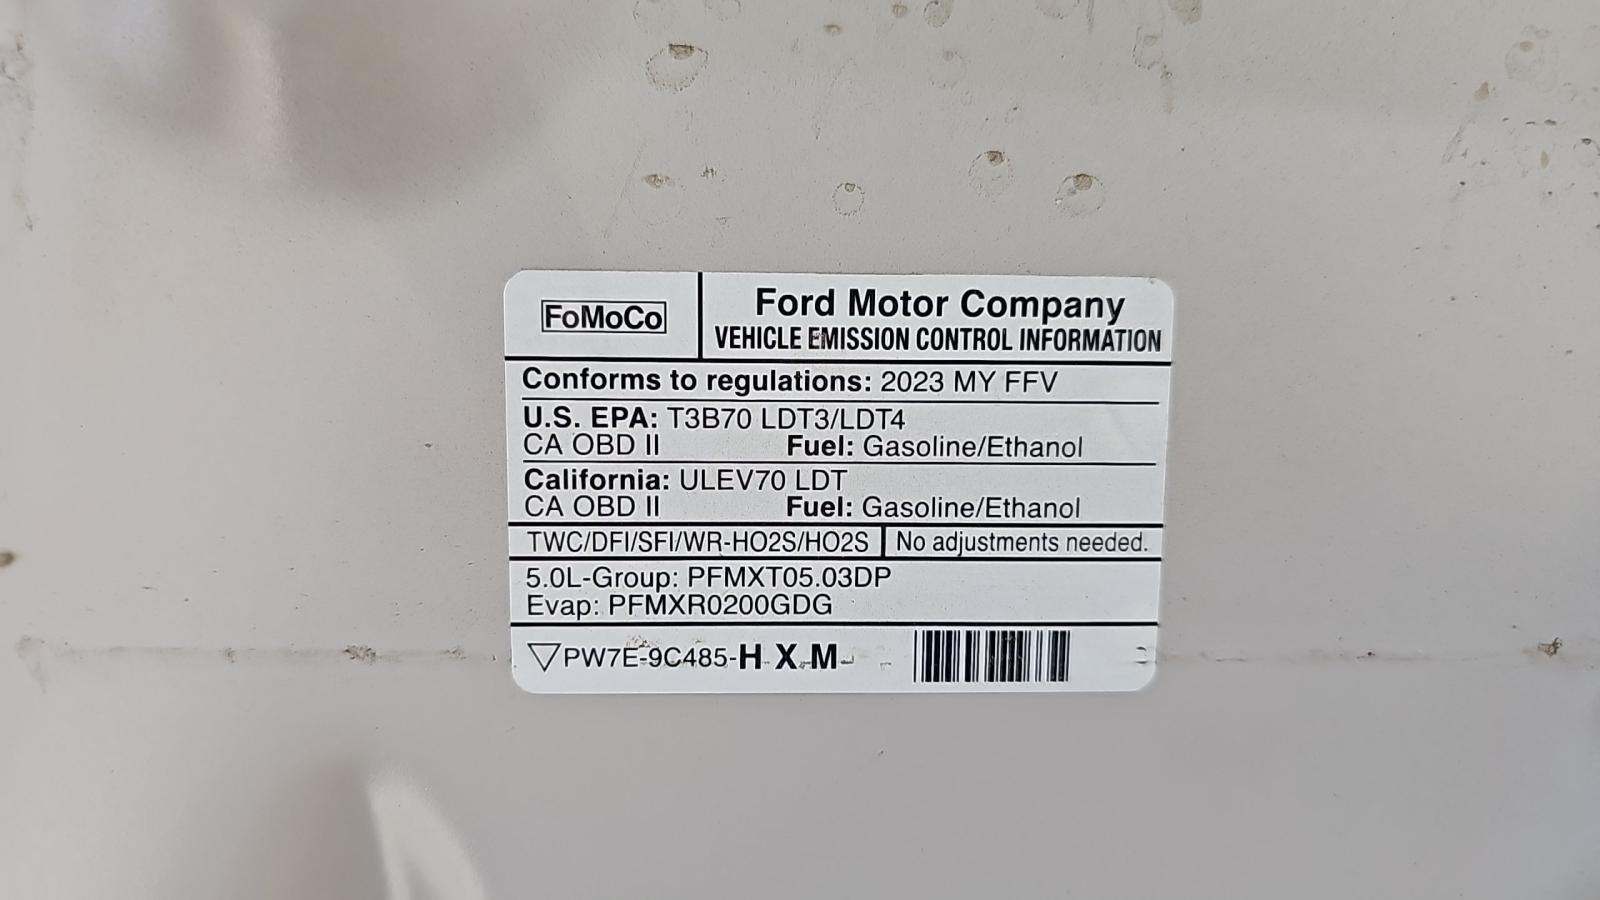 FoMoCo
Ford Motor Company
VEHICLE EMISSION CONTROL INFORMATION
Conforms to regulations: 2023 MY FFV
U.S. EPA: T3B70 LDT3/LDT4
CA OBD II Fuel: Gasoline/Ethanol
California: ULEV70 LDT
CA OBD II Fuel: Gasoline/Ethanol
TWC/DFI/SFI/WR-HO2S/HO2S No adjustments needed.
5.0L-Group: PFMXT05.03DP
Evap: PFMXR0200GDG
▽PW7E-9C485-H X M